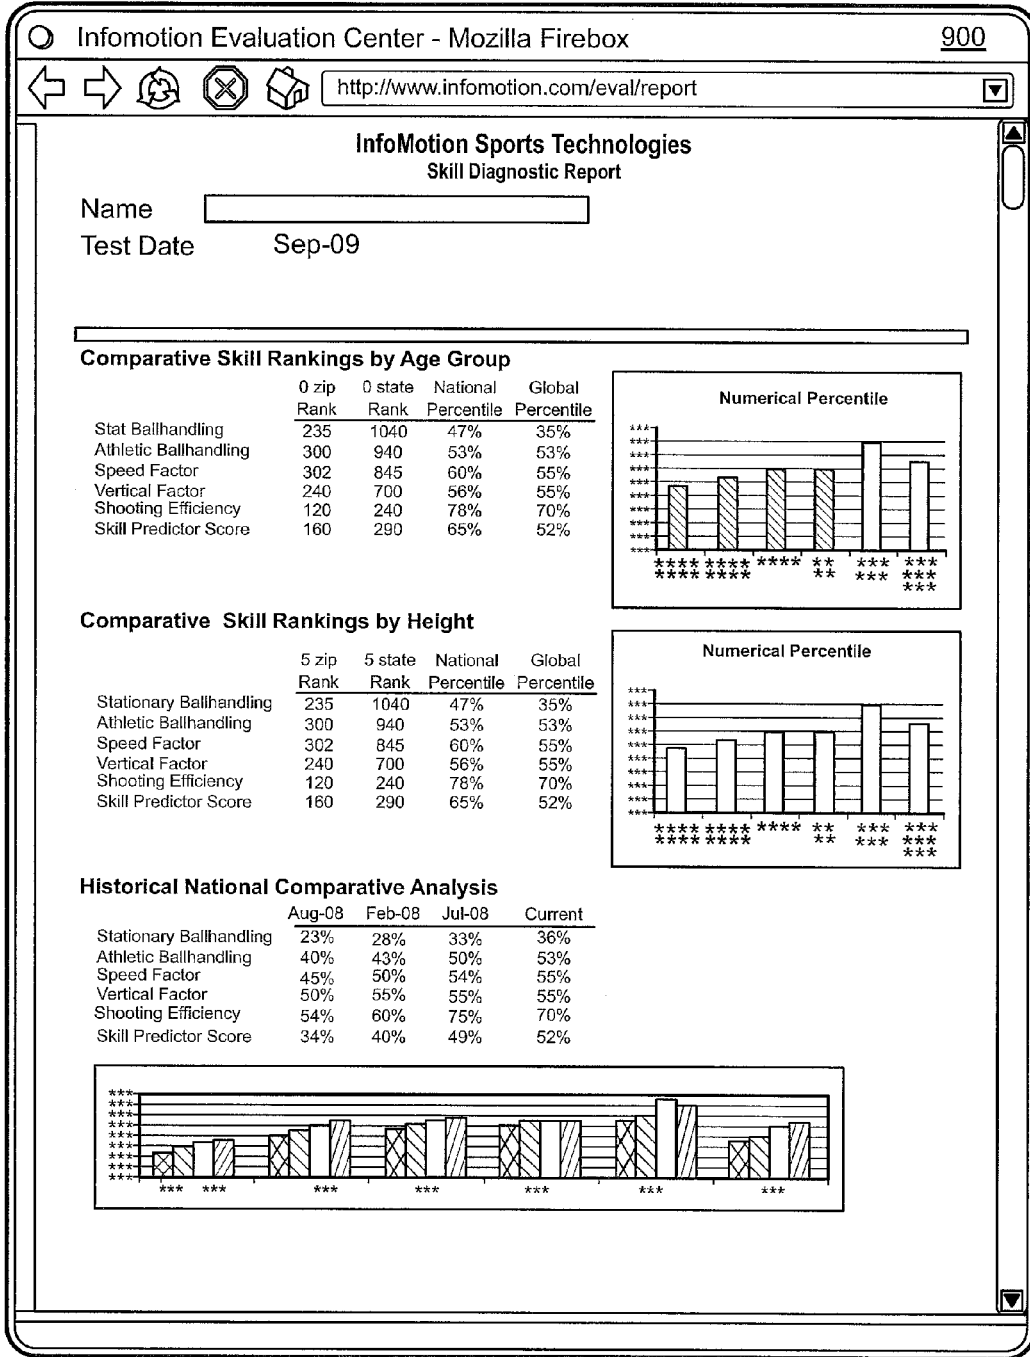 Infomotion Evaluation Center - Mozilla Firebox 900
http://www.infomotion.com/eval/report
InfoMotion Sports Technologies
Skill Diagnostic Report
Name
Test Date Sep-09
Comparative Skill Rankings by Age Group
0 zip 0 state National Global
Rank Rank Percentile Percentile
Stat Ballhandling 235 1040 47% 35%
Athletic Ballhandling 300 940 53% 53%
Speed Factor 302 845 60% 55%
Vertical Factor 240 700 56% 55%
Shooting Efficiency 120 240 78% 70%
Skill Predictor Score 160 290 65% 52%
Numerical Percentile
***
***
***
***
***
***
***
***
***
***
**** **** **** ** *** ***
**** **** ** *** ***
***
Comparative Skill Rankings by Height
5 zip 5 state National Global
Rank Rank Percentile Percentile
Stationary Ballhandling 235 1040 47% 35%
Athletic Ballhandling 300 940 53% 53%
Speed Factor 302 845 60% 55%
Vertical Factor 240 700 56% 55%
Shooting Efficiency 120 240 78% 70%
Skill Predictor Score 160 290 65% 52%
Numerical Percentile
***
***
***
***
***
***
***
***
***
***
**** **** **** ** *** ***
**** **** ** *** ***
***
Historical National Comparative Analysis
Aug-08 Feb-08 Jul-08 Current
Stationary Ballhandling 23% 28% 33% 36%
Athletic Ballhandling 40% 43% 50% 53%
Speed Factor 45% 50% 54% 55%
Vertical Factor 50% 55% 55% 55%
Shooting Efficiency 54% 60% 75% 70%
Skill Predictor Score 34% 40% 49% 52%
***
***
***
***
***
***
***
***
***
*** *** *** *** *** *** ***